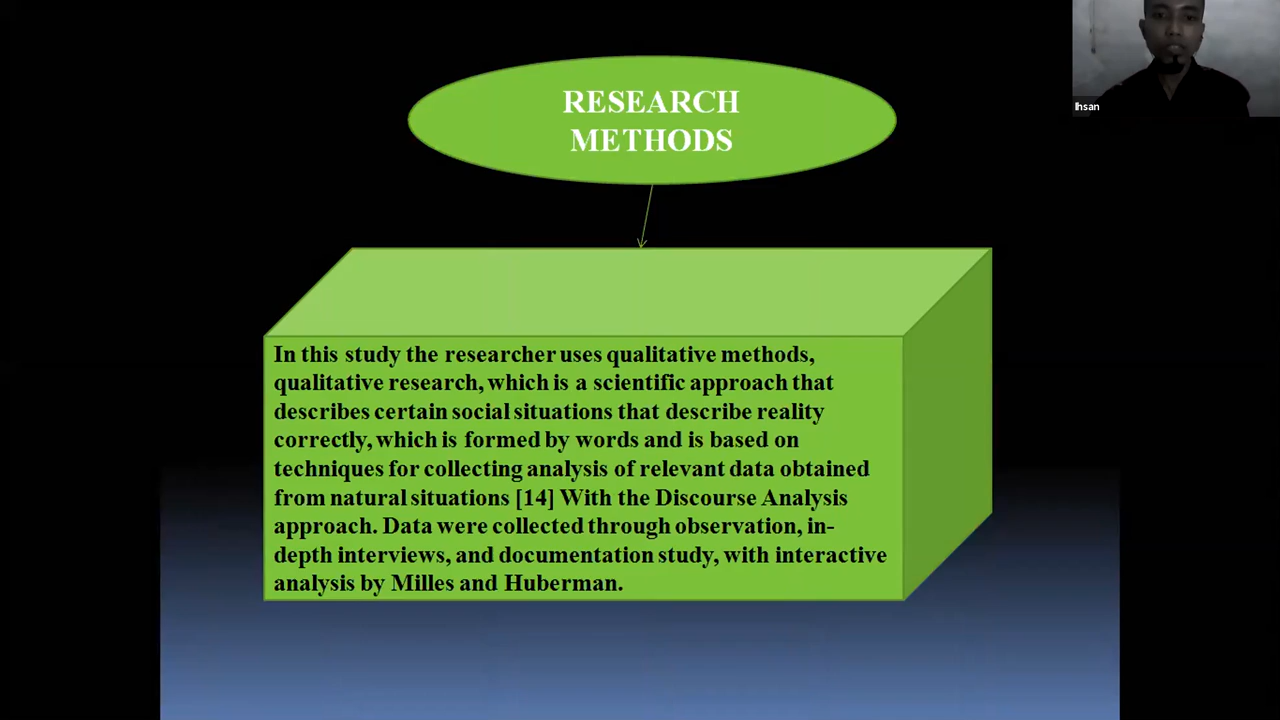 RESEARCH
METHODS
Ihsan
In this study the researcher uses qualitative methods,
qualitative research, which is a scientific approach that
describes certain social situations that describe reality
correctly, which is formed by words and is based on
techniques for collecting analysis of relevant data obtained
from natural situations [14] With the Discourse Analysis
approach. Data were collected through observation, in-
depth interviews, and documentation study, with interactive
analysis by Milles and Huberman.